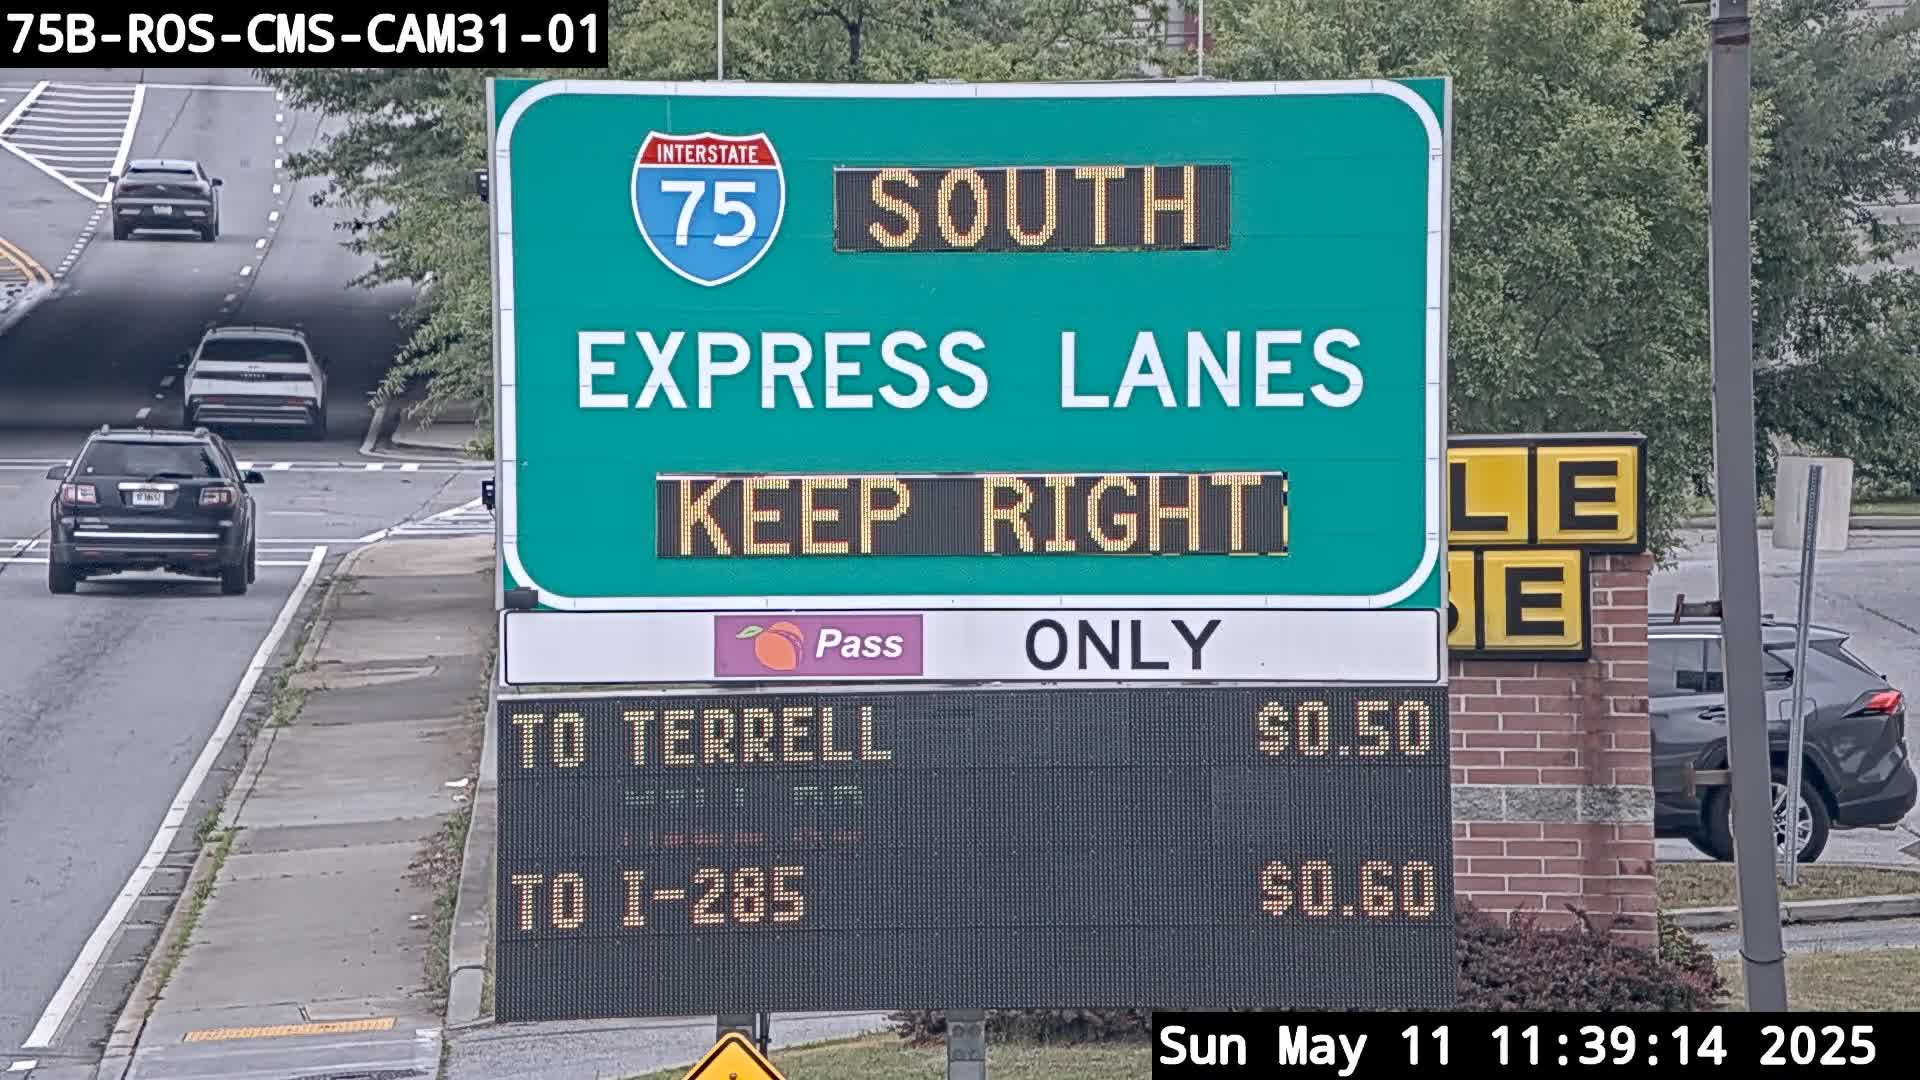 75B-ROS-CMS-CAM31-01
INTERSTATE
75
SOUTH
EXPRESS LANES
KEEP RIGHT
Pass ONLY
TO TERRELL $0.50
TO I-285 $0.60
LE
E
Sun May 11 11:39:14 2025